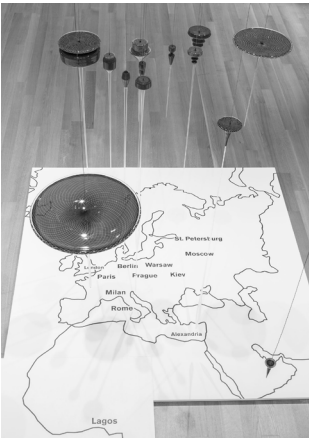 St. Petersburg
Moscow
London Berlin Warsaw
Paris Prague Kiev
Milan
Rome
Alexandria
Lagos